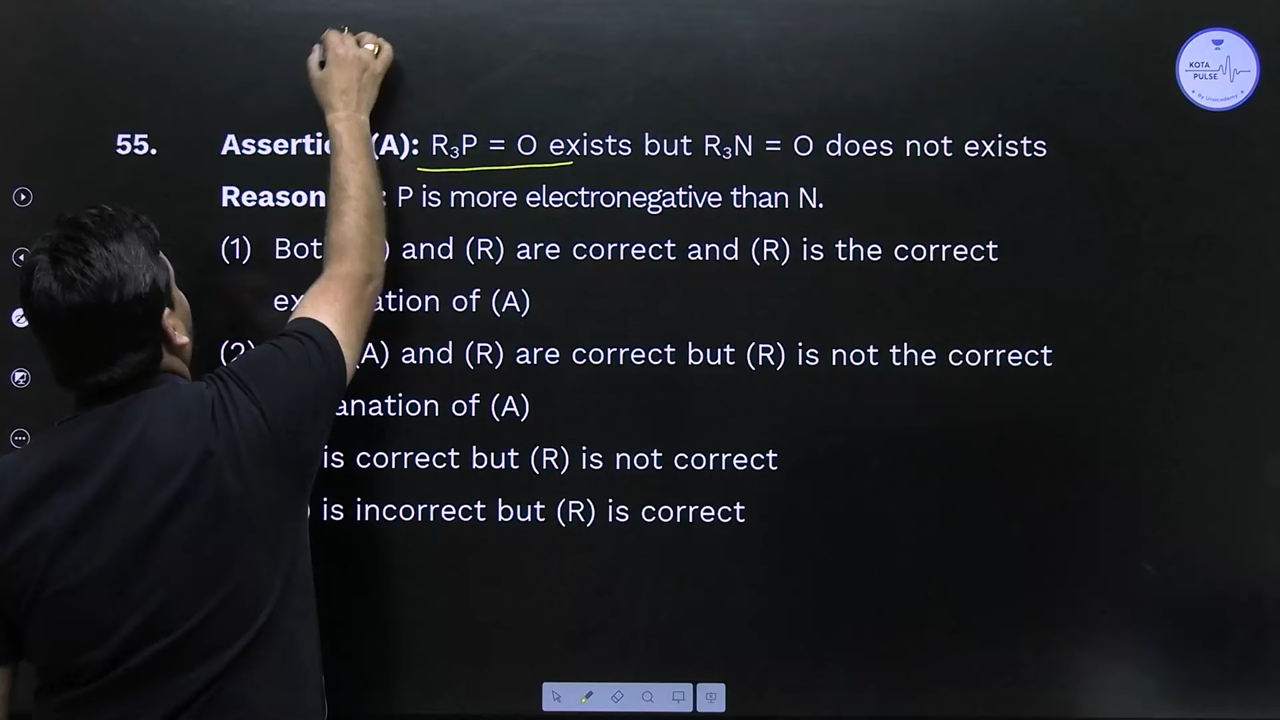 KOTA
PULSE
By Unacademy
55. Asserti (A): R₃P = O exists but R₃N = O does not exists
Reason : P is more electronegative than N.
(1) Bot ) and (R) are correct and (R) is the correct
ex ation of (A)
(2) (A) and (R) are correct but (R) is not the correct
anation of (A)
is correct but (R) is not correct
) is incorrect but (R) is correct